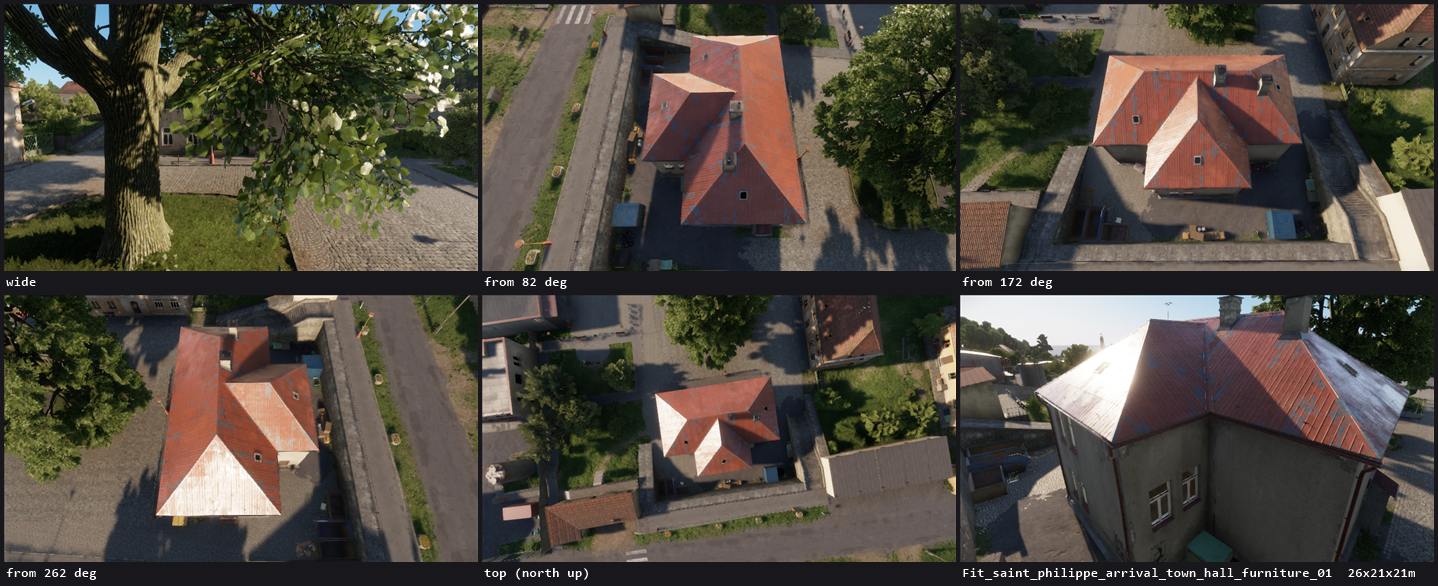 wide
from 82 deg
from 172 deg
from 262 deg
top (north up)
Fit_saint_philippe_arrival_town_hall_furniture_01 26x21x21m